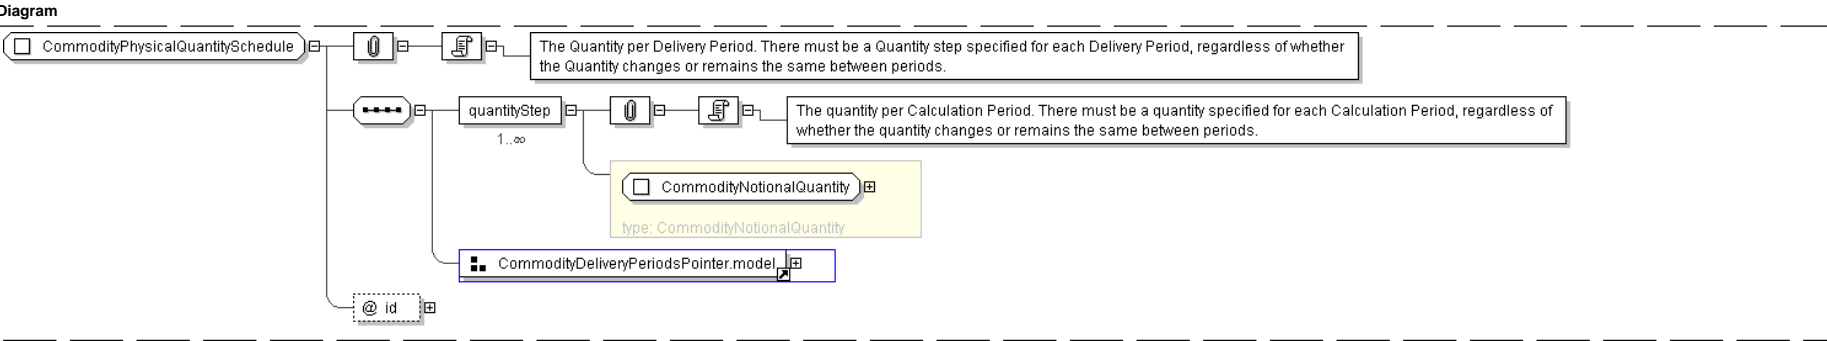 Diagram
CommodityPhysicalQuantitySchedule
The Quantity per Delivery Period. There must be a Quantity step specified for each Delivery Period, regardless of whether
the Quantity changes or remains the same between periods.
quantityStep
1..∞
The quantity per Calculation Period. There must be a quantity specified for each Calculation Period, regardless of
whether the quantity changes or remains the same between periods.
CommodityNotionalQuantity
type: CommodityNotionalQuantity
CommodityDeliveryPeriodsPointer.model
@ id